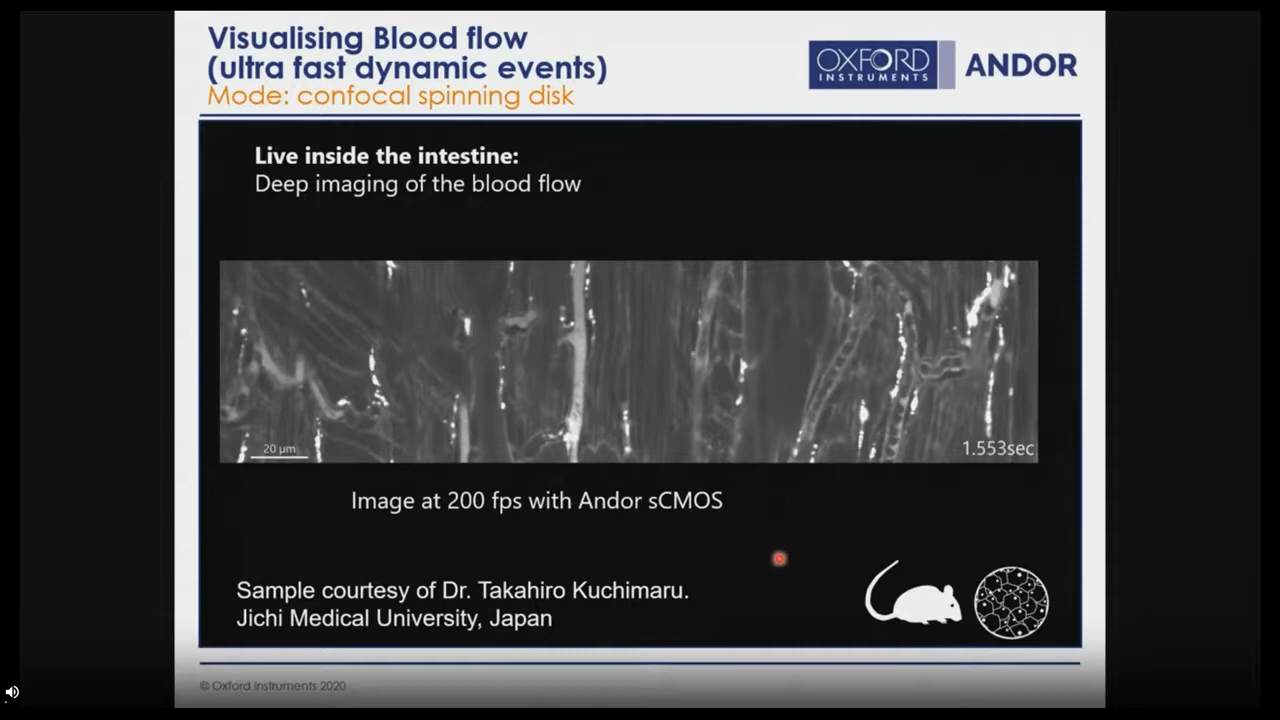 Visualising Blood flow
(ultra fast dynamic events)
Mode: confocal spinning disk
OXFORD
INSTRUMENTS
ANDOR
Live inside the intestine:
Deep imaging of the blood flow
20 µm
1.553sec
Image at 200 fps with Andor sCMOS
Sample courtesy of Dr. Takahiro Kuchimaru.
Jichi Medical University, Japan
© Oxford Instruments 2020